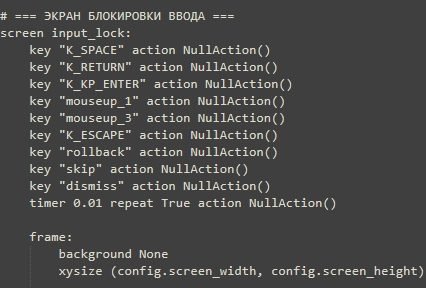 # === ЭКРАН БЛОКИРОВКИ ВВОДА ===
screen input_lock:
    key "K_SPACE" action NullAction()
    key "K_RETURN" action NullAction()
    key "K_KP_ENTER" action NullAction()
    key "mouseup_1" action NullAction()
    key "mouseup_3" action NullAction()
    key "K_ESCAPE" action NullAction()
    key "rollback" action NullAction()
    key "skip" action NullAction()
    key "dismiss" action NullAction()
    timer 0.01 repeat True action NullAction()

    frame:
        background None
        xysize (config.screen_width, config.screen_height)